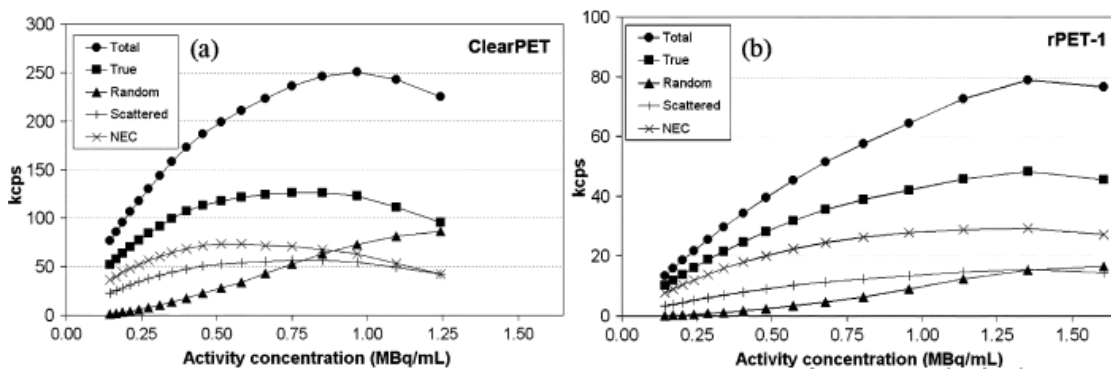 (a)
ClearPET
Total
True
Random
Scattered
NEC
kcps
300
250
200
150
100
50
0
0.00 0.25 0.50 0.75 1.00 1.25 1.50
Activity concentration (MBq/mL)
(b)
rPET-1
Total
True
Random
Scattered
NEC
kcps
100
80
60
40
20
0
0.00 0.25 0.50 0.75 1.00 1.25 1.50
Activity concentration (MBq/mL)